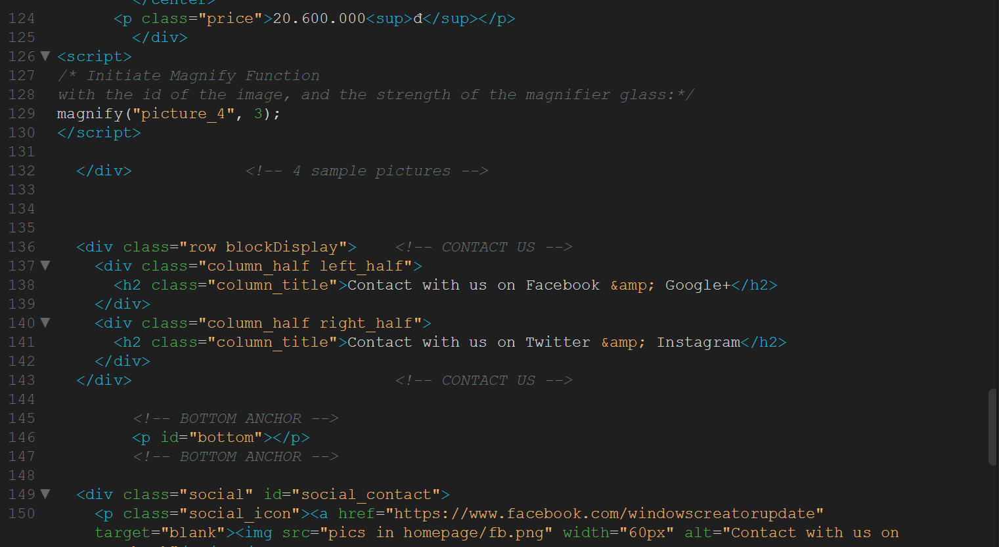 </center>
124 <p class="price">20.600.000<sup>đ</sup></p>
125 </div>
126 <script>
127 /* Initiate Magnify Function
128 with the id of the image, and the strength of the magnifier glass:*/
129 magnify("picture_4", 3);
130 </script>
131
132 </div> <!-- 4 sample pictures -->
133
134
135
136 <div class="row blockDisplay"> <!-- CONTACT US -->
137 <div class="column_half left_half">
138 <h2 class="column_title">Contact with us on Facebook &amp; Google+</h2>
139 </div>
140 <div class="column_half right_half">
141 <h2 class="column_title">Contact with us on Twitter &amp; Instagram</h2>
142 </div>
143 </div> <!-- CONTACT US -->
144
145 <!-- BOTTOM ANCHOR -->
146 <p id="bottom"></p>
147 <!-- BOTTOM ANCHOR -->
148
149 <div class="social" id="social_contact">
150 <p class="social_icon"><a href="https://www.facebook.com/windowscreatorupdate"
target="blank"><img src="pics in homepage/fb.png" width="60px" alt="Contact with us on